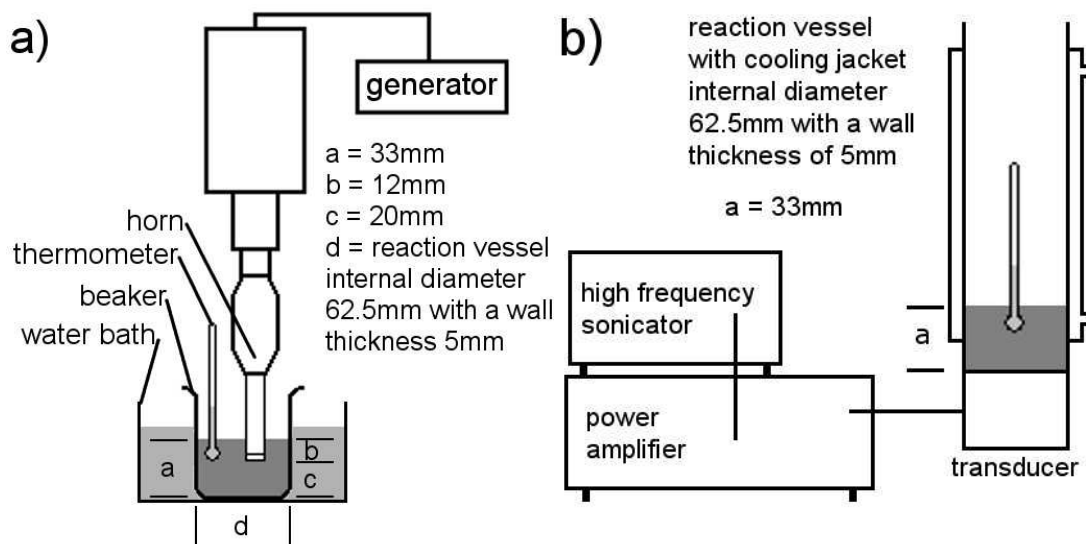 a)
generator
a = 33mm
b = 12mm
c = 20mm
d = reaction vessel
internal diameter
62.5mm with a wall
thickness 5mm
horn
thermometer
beaker
water bath
a
b
c
d
b)
reaction vessel
with cooling jacket
internal diameter
62.5mm with a wall
thickness of 5mm
a = 33mm
high frequency
sonicator
a
power
amplifier
transducer